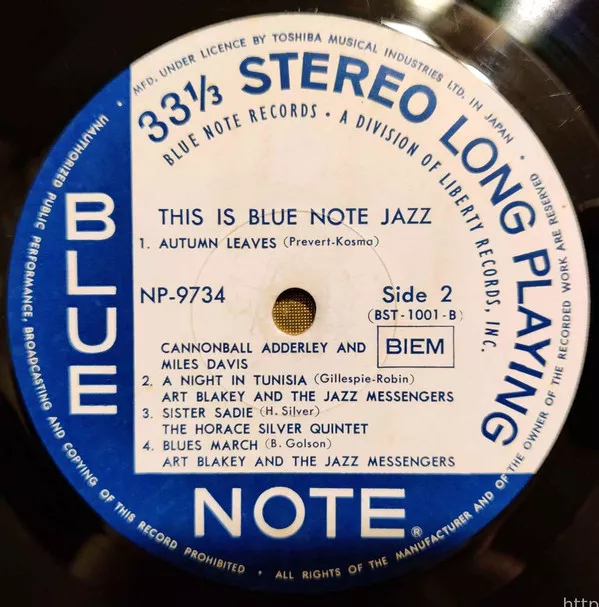 MFD. UNDER LICENCE BY TOSHIBA MUSICAL INDUSTRIES LTD. IN JAPAN •
33⅓ STEREO LONG PLAYING
BLUE NOTE RECORDS • A DIVISION OF LIBERTY RECORDS, INC.
THIS IS BLUE NOTE JAZZ
1. AUTUMN LEAVES (Prevert-Kosma)
NP-9734
Side 2
(BST-1001-B)
CANNONBALL ADDERLEY AND
MILES DAVIS
BIEM
2. A NIGHT IN TUNISIA (Gillespie-Robin)
ART BLAKEY AND THE JAZZ MESSENGERS
3. SISTER SADIE (H. Silver)
THE HORACE SILVER QUINTET
4. BLUES MARCH (B. Golson)
ART BLAKEY AND THE JAZZ MESSENGERS
BLUE
NOTE®
• UNAUTHORIZED PUBLIC PERFORMANCE, BROADCASTING AND COPYING OF THIS RECORD PROHIBITED • ALL RIGHTS OF THE MANUFACTURER AND OF THE OWNER OF THE RECORDED WORK ARE RESERVED
http